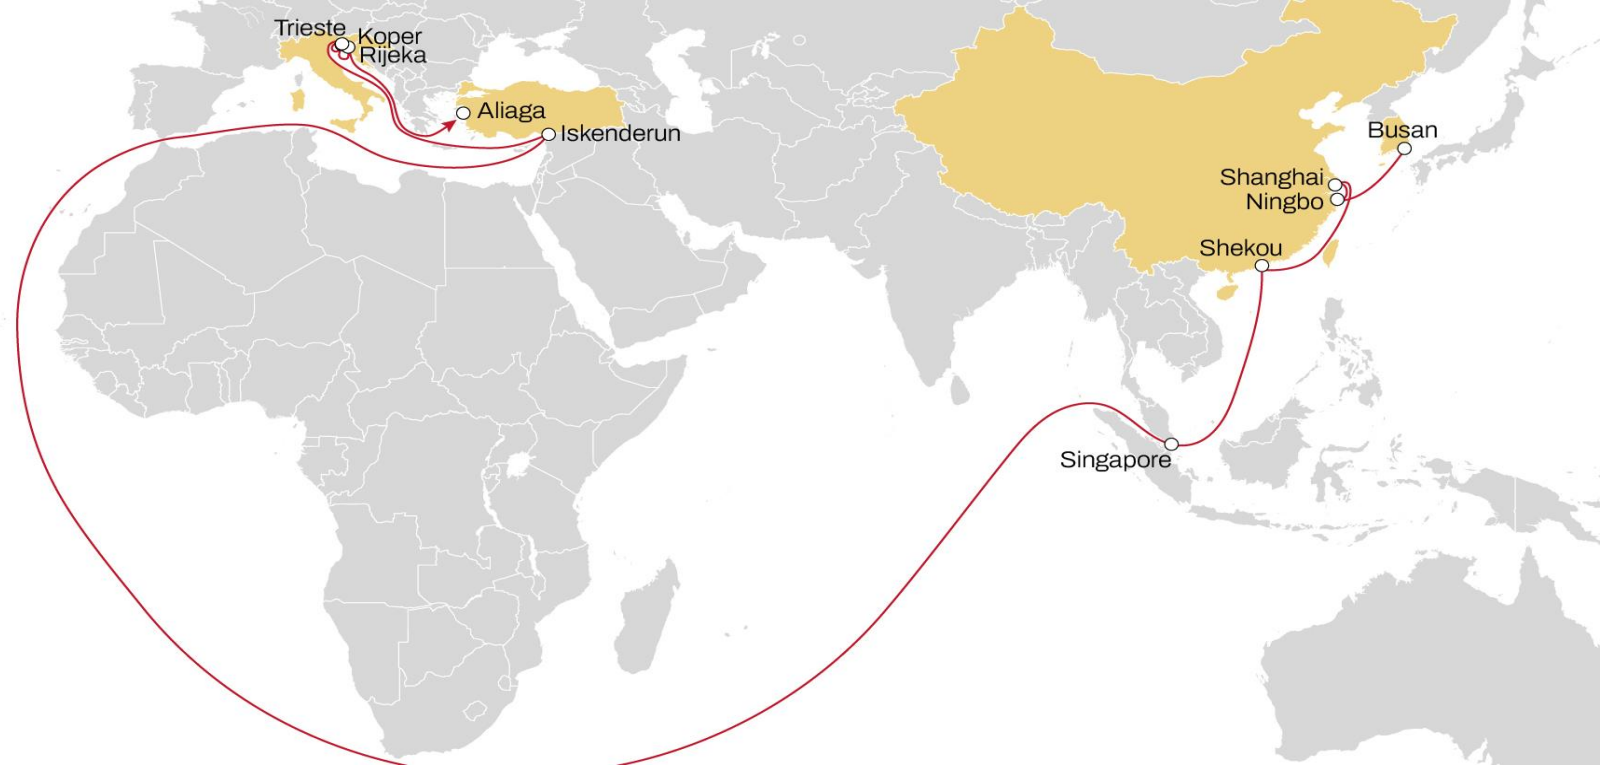 Trieste
Koper
Rijeka
Aliaga
Iskenderun
Busan
Shanghai
Ningbo
Shekou
Singapore